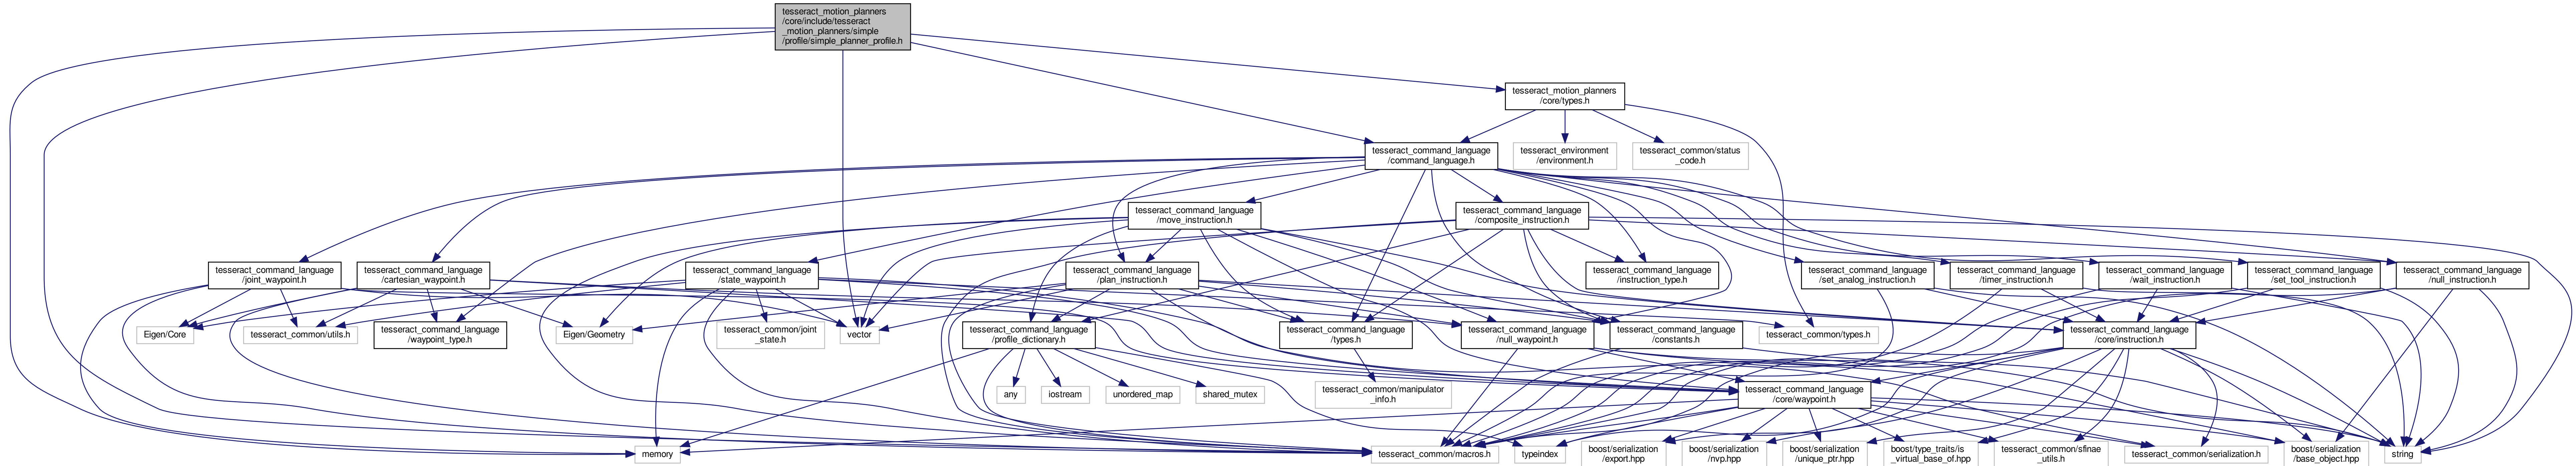 tesseract_motion_planners
/core/include/tesseract
_motion_planners/simple
/profile/simple_planner_profile.h
tesseract_motion_planners
/core/types.h
tesseract_command_language
/command_language.h
tesseract_environment
/environment.h
tesseract_common/status
_code.h
tesseract_command_language
/move_instruction.h
tesseract_command_language
/composite_instruction.h
tesseract_command_language
/joint_waypoint.h
tesseract_command_language
/cartesian_waypoint.h
tesseract_command_language
/state_waypoint.h
tesseract_command_language
/plan_instruction.h
tesseract_command_language
/instruction_type.h
tesseract_command_language
/set_analog_instruction.h
tesseract_command_language
/timer_instruction.h
tesseract_command_language
/wait_instruction.h
tesseract_command_language
/set_tool_instruction.h
tesseract_command_language
/null_instruction.h
Eigen/Core
tesseract_common/utils.h
tesseract_command_language
/waypoint_type.h
Eigen/Geometry
tesseract_common/joint
_state.h
vector
tesseract_command_language
/profile_dictionary.h
tesseract_command_language
/types.h
tesseract_command_language
/null_waypoint.h
tesseract_command_language
/constants.h
tesseract_common/types.h
tesseract_command_language
/core/instruction.h
any
iostream
unordered_map
shared_mutex
tesseract_common/manipulator
_info.h
tesseract_command_language
/core/waypoint.h
memory
tesseract_common/macros.h
typeindex
boost/serialization
/export.hpp
boost/serialization
/nvp.hpp
boost/serialization
/unique_ptr.hpp
boost/type_traits/is
_virtual_base_of.hpp
tesseract_common/sfinae
_utils.h
tesseract_common/serialization.h
boost/serialization
/base_object.hpp
string